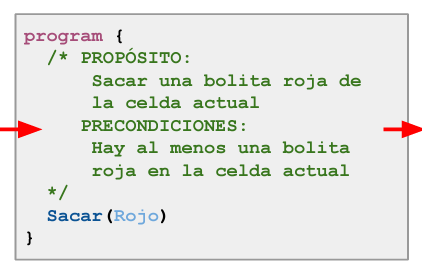 program {
/* PROPÓSITO:
Sacar una bolita roja de
la celda actual
PRECONDICIONES:
Hay al menos una bolita
roja en la celda actual
*/
Sacar(Rojo)
}